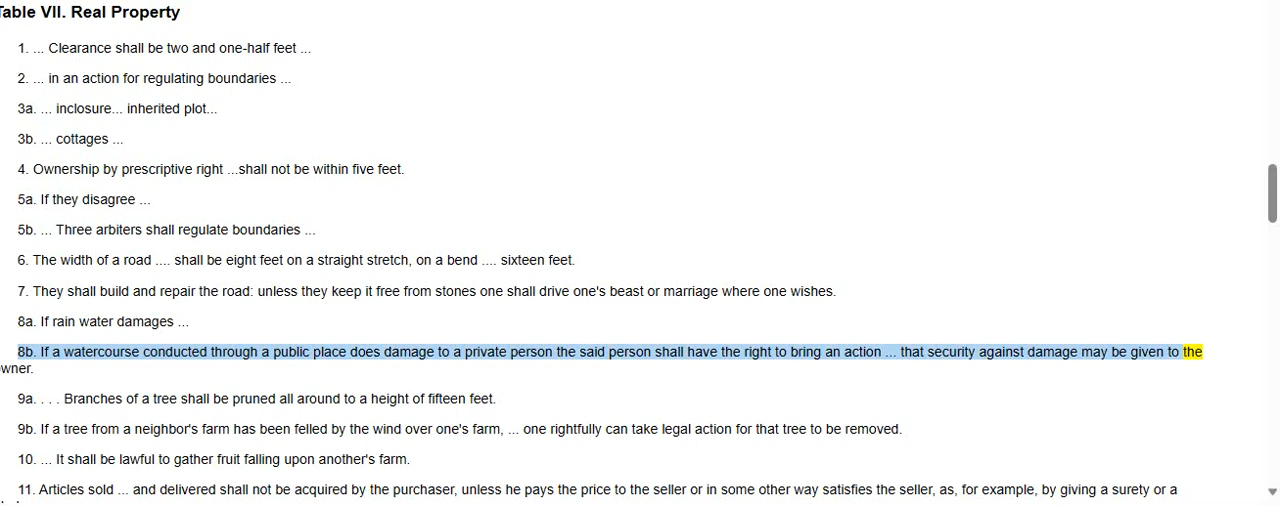 Table VII. Real Property
1. ... Clearance shall be two and one-half feet ...
2. ... in an action for regulating boundaries ...
3a. ... inclosure... inherited plot...
3b. ... cottages ...
4. Ownership by prescriptive right ...shall not be within five feet.
5a. If they disagree ...
5b. ... Three arbiters shall regulate boundaries ...
6. The width of a road .... shall be eight feet on a straight stretch, on a bend .... sixteen feet.
7. They shall build and repair the road: unless they keep it free from stones one shall drive one's beast or marriage where one wishes.
8a. If rain water damages ...
8b. If a watercourse conducted through a public place does damage to a private person the said person shall have the right to bring an action ... that security against damage may be given to the
wner.
9a. . . . Branches of a tree shall be pruned all around to a height of fifteen feet.
9b. If a tree from a neighbor's farm has been felled by the wind over one's farm, ... one rightfully can take legal action for that tree to be removed.
10. ... It shall be lawful to gather fruit falling upon another's farm.
11. Articles sold ... and delivered shall not be acquired by the purchaser, unless he pays the price to the seller or in some other way satisfies the seller, as, for example, by giving a surety or a